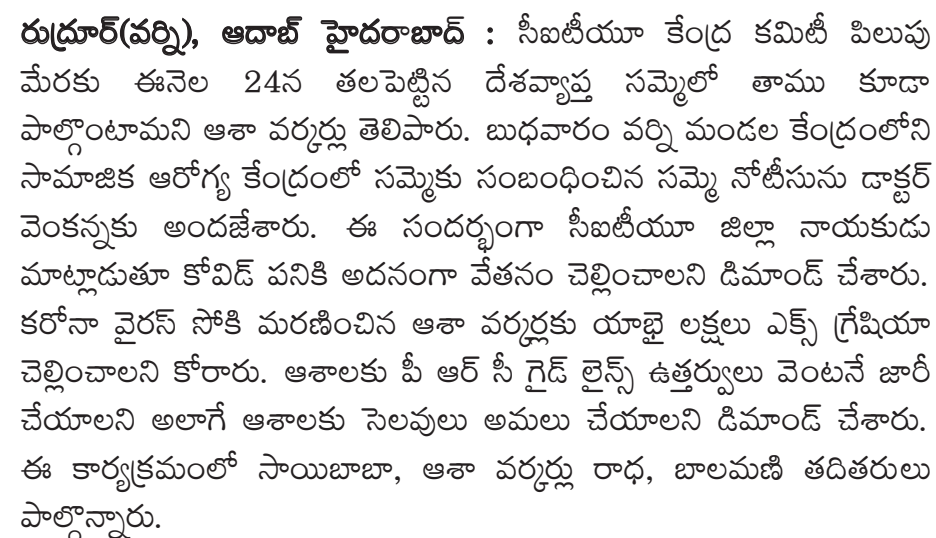 రుద్రూర్(వర్ని), ఆదాబ్ హైదరాబాద్ : సీఐటీయూ కేంద్ర కమిటీ పిలుపు
మేరకు ఈనెల 24న తలపెట్టిన దేశవ్యాప్త సమ్మెలో తాము కూడా
పాల్గొంటామని ఆశా వర్కర్లు తెలిపారు. బుధవారం వర్ని మండల కేంద్రంలోని
సామాజిక ఆరోగ్య కేంద్రంలో సమ్మెకు సంబంధించిన సమ్మె నోటీసును డాక్టర్
వెంకన్నకు అందజేశారు. ఈ సందర్భంగా సీఐటీయూ జిల్లా నాయకుడు
మాట్లాడుతూ కోవిడ్ పనికి అదనంగా వేతనం చెల్లించాలని డిమాండ్ చేశారు.
కరోనా వైరస్ సోకి మరణించిన ఆశా వర్కర్లకు యాభై లక్షలు ఎక్స్ గ్రేషియా
చెల్లించాలని కోరారు. ఆశాలకు పీ ఆర్ సీ గైడ్ లైన్స్ ఉత్తర్వులు వెంటనే జారీ
చేయాలని అలాగే ఆశాలకు సెలవులు అమలు చేయాలని డిమాండ్ చేశారు.
ఈ కార్యక్రమంలో సాయిబాబా, ఆశా వర్కర్లు రాధ, బాలమణి తదితరులు
పాల్గొన్నారు.